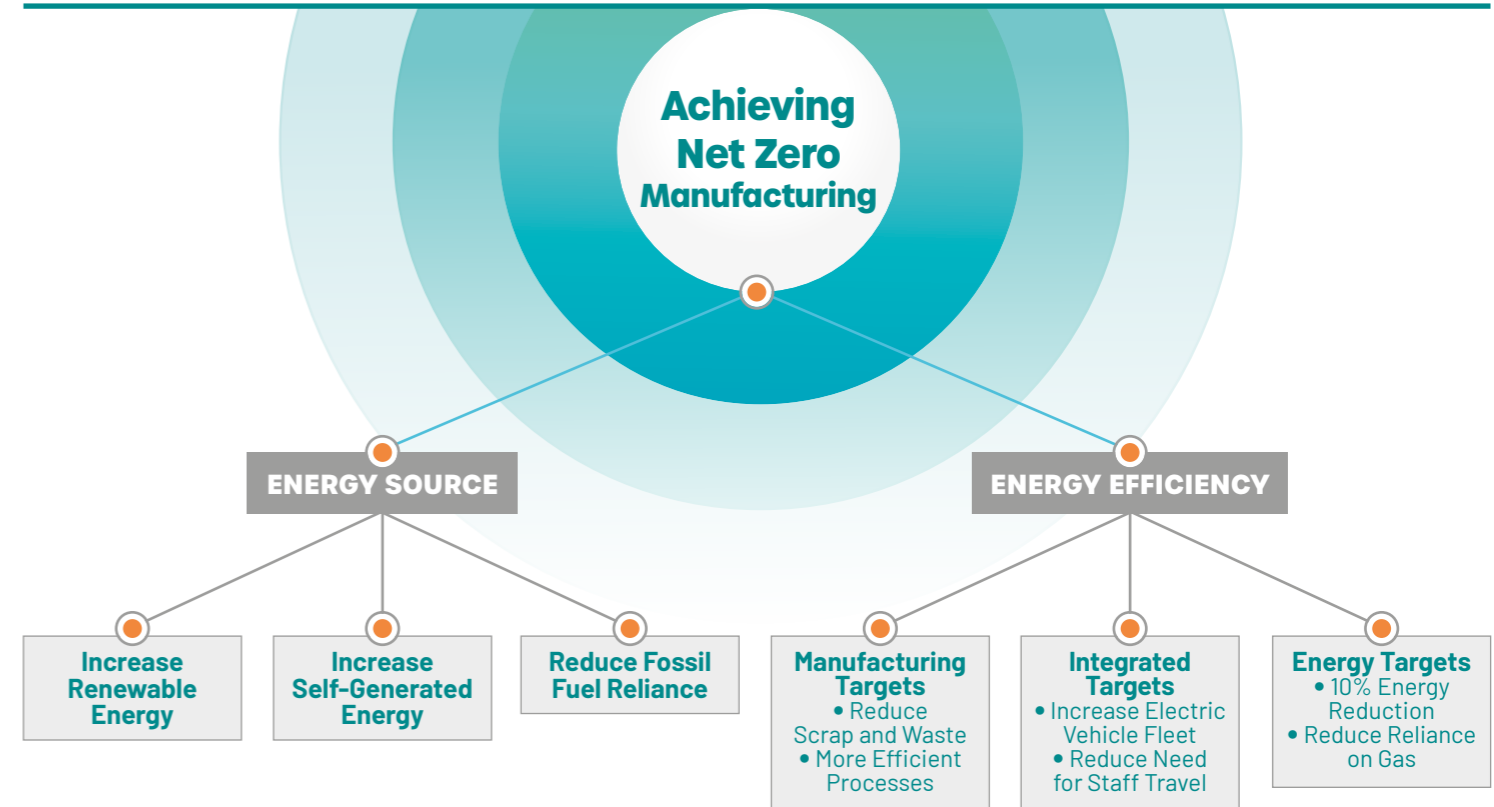 Achieving
Net Zero
Manufacturing
ENERGY SOURCE
ENERGY EFFICIENCY
Increase
Renewable
Energy
Increase
Self-Generated
Energy
Reduce Fossil
Fuel Reliance
Manufacturing
Targets
• Reduce
Scrap and Waste
• More Efficient
Processes
Integrated
Targets
• Increase Electric
Vehicle Fleet
• Reduce Need
for Staff Travel
Energy Targets
• 10% Energy
Reduction
• Reduce Reliance
on Gas